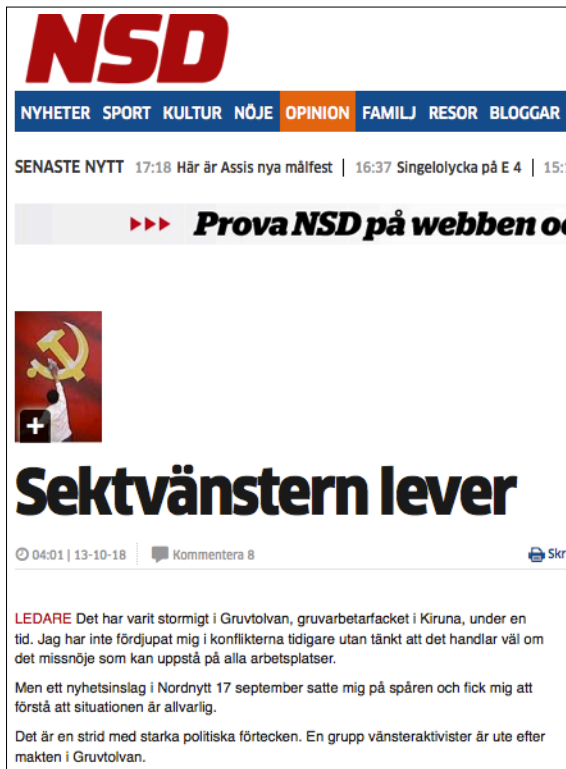 NSD
NYHETER SPORT KULTUR NÖJE OPINION FAMILJ RESOR BLOGGAR
SENASTE NYTT 17:18 Här är Assis nya målfest | 16:37 Singelolycka på E 4 | 15:
Prova NSD på webben oc
Sektvänstern lever
04:01 | 13-10-18 Kommentera 8 Skr
LEDARE Det har varit stormigt i Gruvtolvan, gruvarbetarfacket i Kiruna, under en
tid. Jag har inte fördjupat mig i konflikterna tidigare utan tänkt att det handlar väl om
det missnöje som kan uppstå på alla arbetsplatser.
Men ett nyhetsinslag i Nordnytt 17 september satte mig på spåren och fick mig att
förstå att situationen är allvarlig.
Det är en strid med starka politiska förtecken. En grupp vänsteraktivister är ute efter
makten i Gruvtolvan.